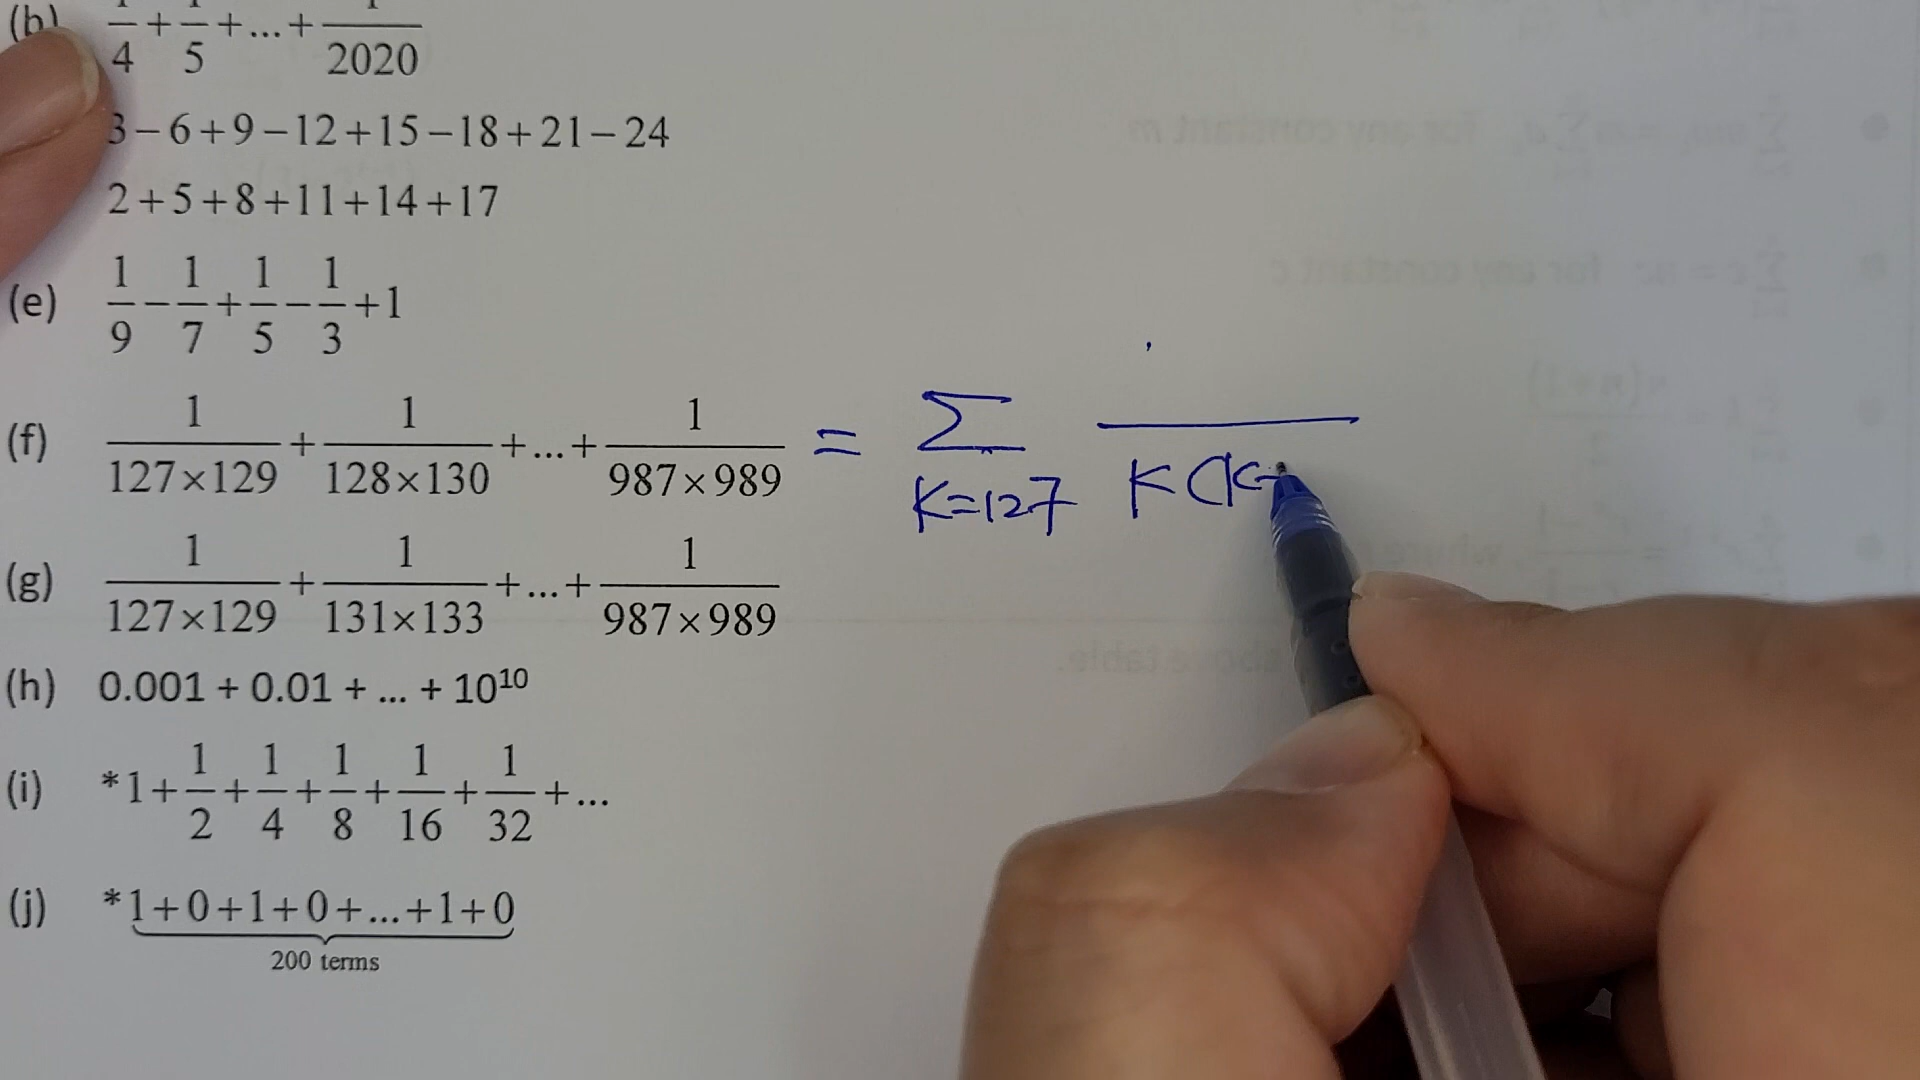 (b) 1/4 + 1/5 + ... + 1/2020
3 − 6 + 9 − 12 + 15 − 18 + 21 − 24
2 + 5 + 8 + 11 + 14 + 17
(e) 1/9 − 1/7 + 1/5 − 1/3 + 1
(f) 1/(127×129) + 1/(128×130) + ... + 1/(987×989) = Σ K=127 K(K
(g) 1/(127×129) + 1/(131×133) + ... + 1/(987×989)
(h) 0.001 + 0.01 + ... + 10¹⁰
(i) *1 + 1/2 + 1/4 + 1/8 + 1/16 + 1/32 + ...
(j) *1 + 0 + 1 + 0 + ... + 1 + 0
200 terms